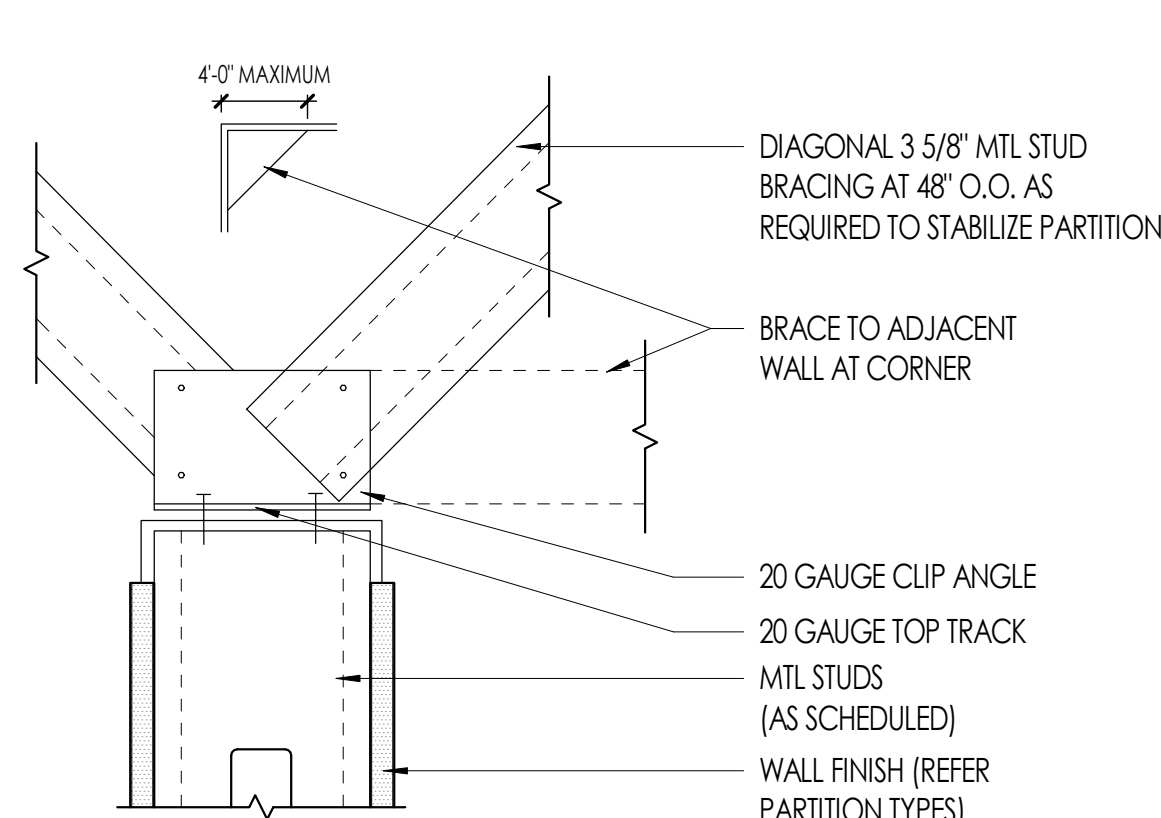 4'-0" MAXIMUM
DIAGONAL 3 5/8" MTL STUD
BRACING AT 48" O.O. AS
REQUIRED TO STABILIZE PARTITION
BRACE TO ADJACENT
WALL AT CORNER
20 GAUGE CLIP ANGLE
20 GAUGE TOP TRACK
MTL STUDS
(AS SCHEDULED)
WALL FINISH (REFER
PARTITION TYPES)